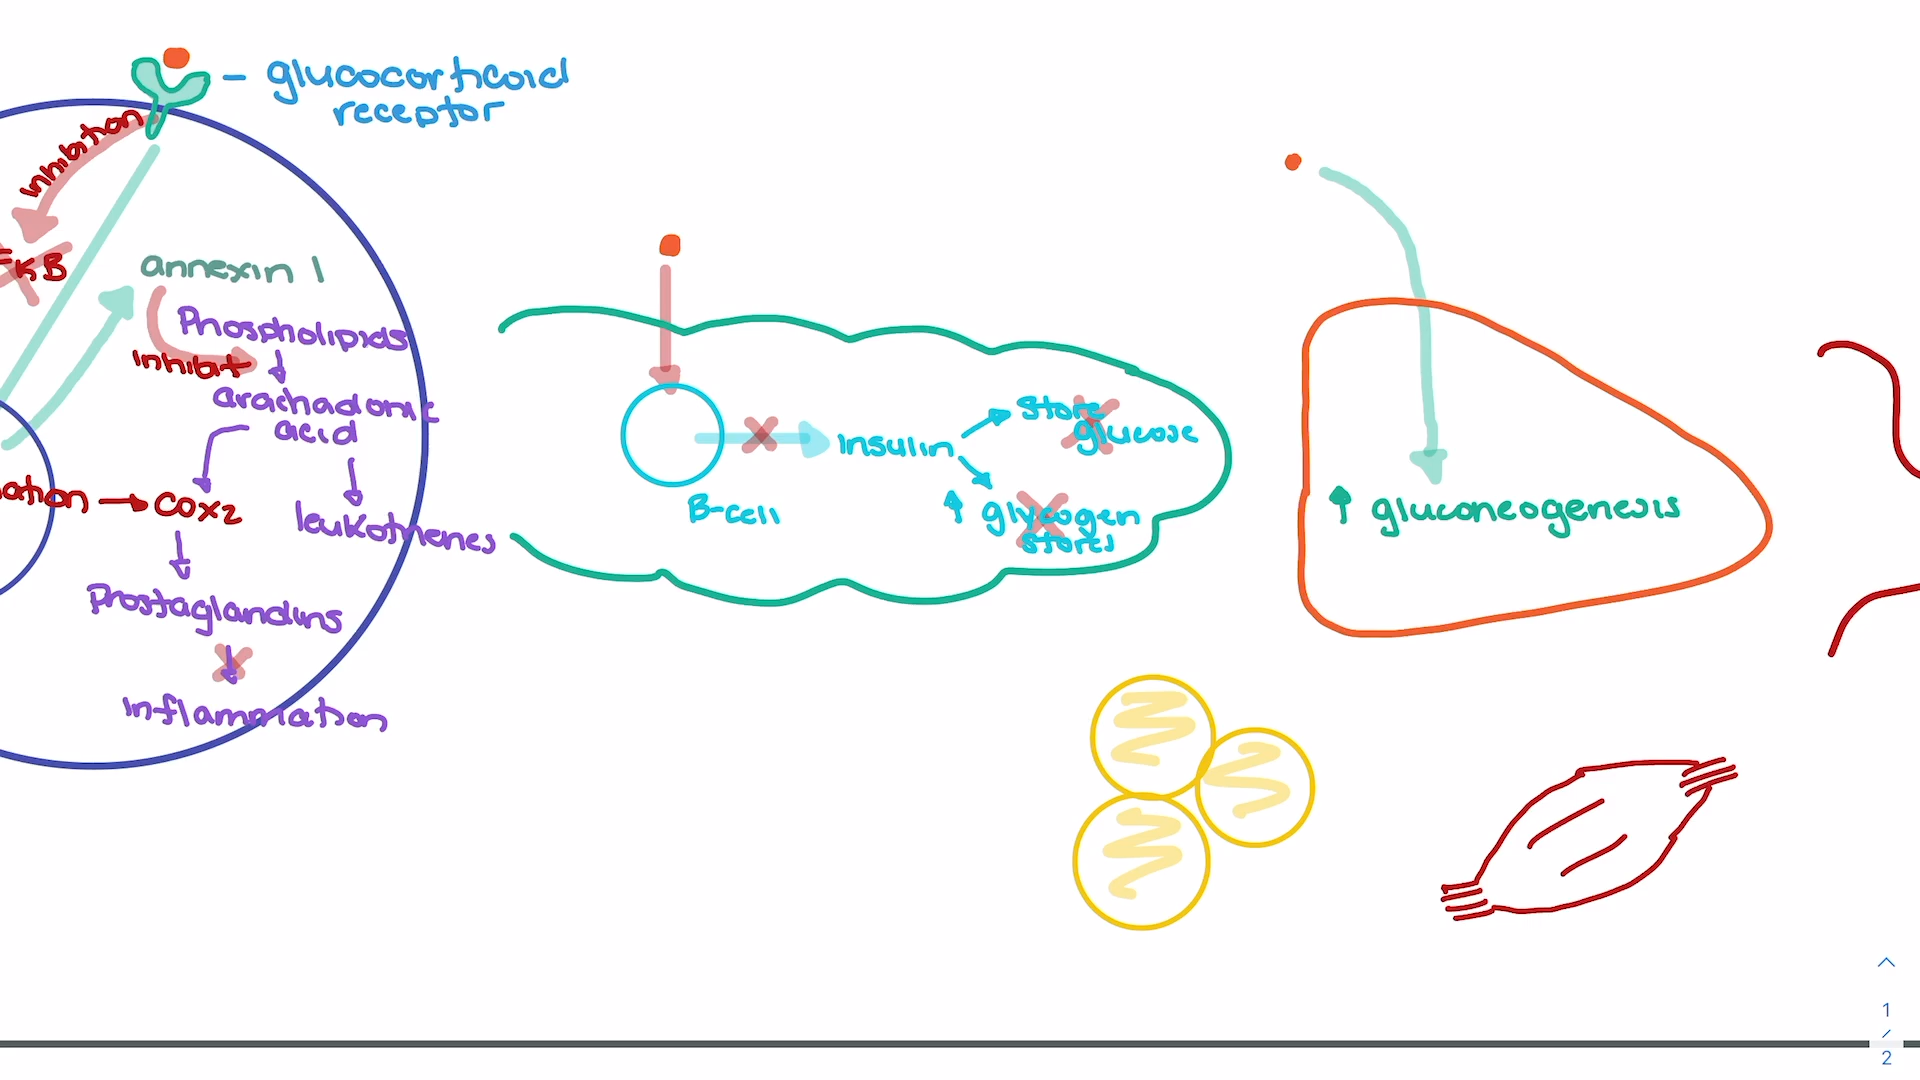 glucocorticoid
receptor
Inhibition
FKB
annexin 1
Phospholipids
Inhibit
arachadonic
acid
COX2
leukotrienes
Prostaglandins
Inflammation
Insulin
Store
glucose
B-cell
↑ glycogen
stores
↑ gluconeogenesis
1
/
2